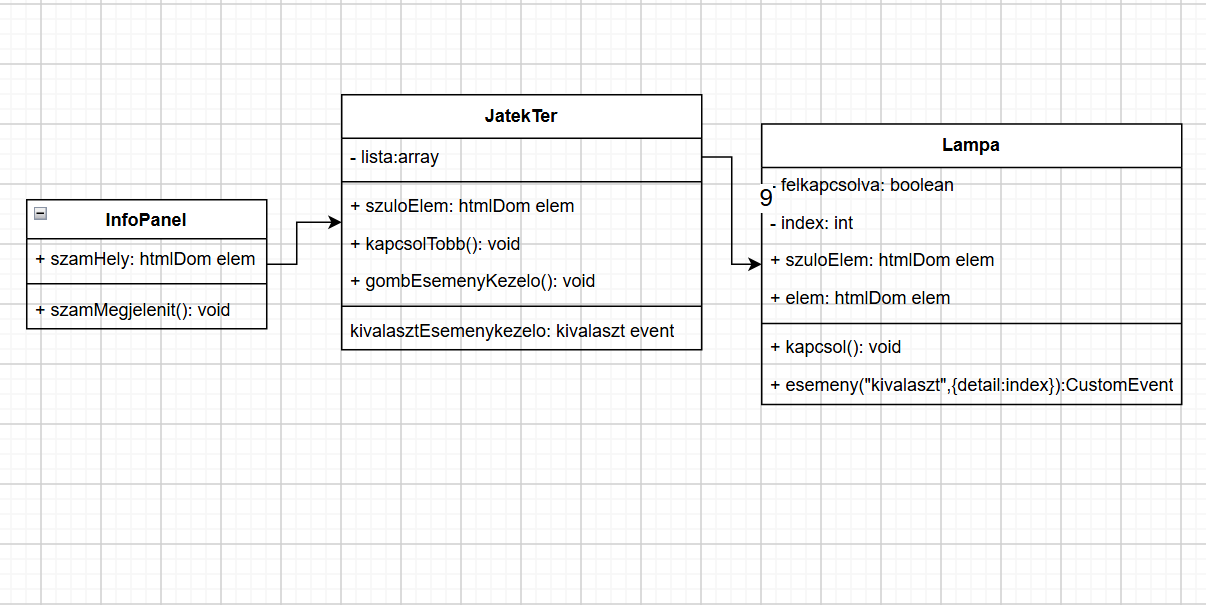 InfoPanel
+ szamHely: htmlDom elem
+ szamMegjelenit(): void
JatekTer
- lista:array
+ szuloElem: htmlDom elem
+ kapcsolTobb(): void
+ gombEsemenyKezelo(): void
kivalasztEsemenykezelo: kivalaszt event
Lampa
9
- felkapcsolva: boolean
- index: int
+ szuloElem: htmlDom elem
+ elem: htmlDom elem
+ kapcsol(): void
+ esemeny("kivalaszt",{detail:index}):CustomEvent